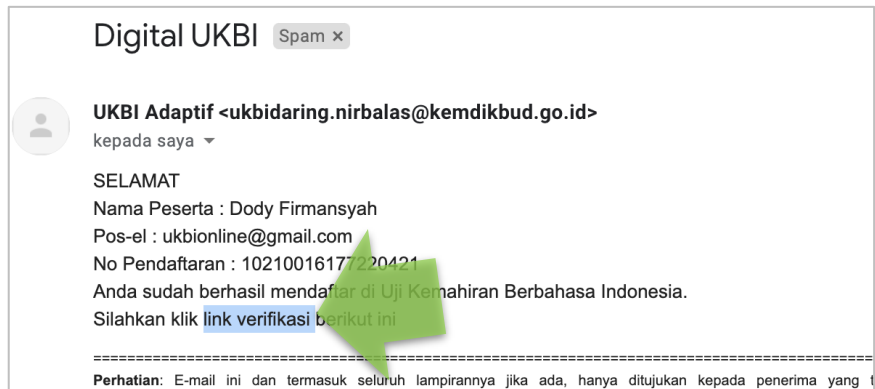 Digital UKBI Spam ×
UKBI Adaptif <ukbidaring.nirbalas@kemdikbud.go.id>
kepada saya
SELAMAT
Nama Peserta : Dody Firmansyah
Pos-el : ukbionline@gmail.com
No Pendaftaran : 10210016177220421
Anda sudah berhasil mendaftar di Uji Kemahiran Berbahasa Indonesia.
Silahkan klik link verifikasi berikut ini
Perhatian: E-mail ini dan termasuk seluruh lampirannya jika ada, hanya ditujukan kepada penerima yang